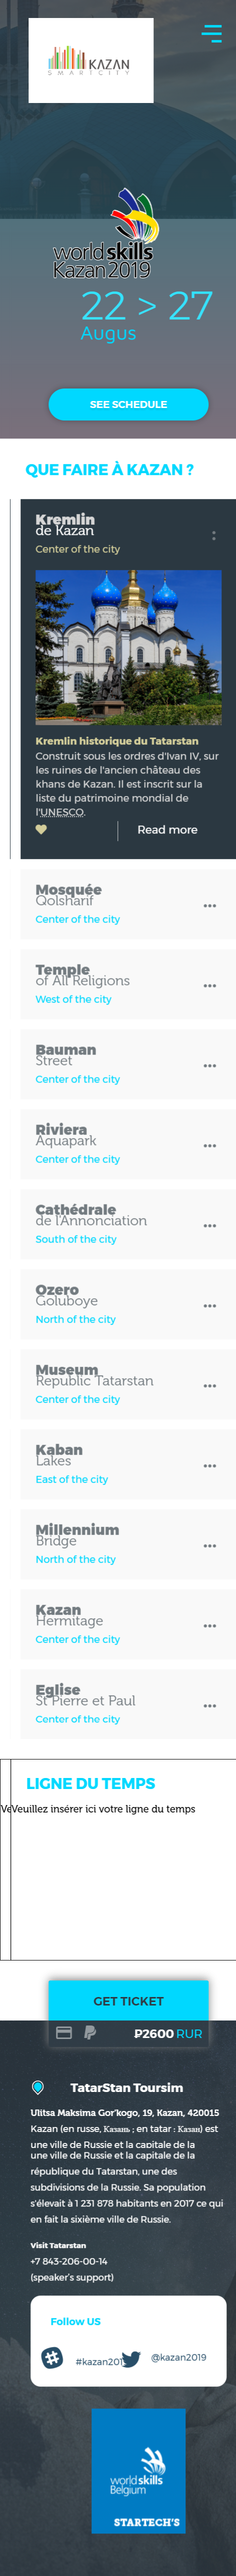 KAZAN
SMARTCITY
worldskills
Kazan 2019
22 > 27
Augus
SEE SCHEDULE
QUE FAIRE À KAZAN ?
Kremlin
de Kazan
Center of the city
Kremlin historique du Tatarstan
Construit sous les ordres d'Ivan IV, sur
les ruines de l'ancien château des
khans de Kazan. Il est inscrit sur la
liste du patrimoine mondial de
l'UNESCO.
Read more
Mosquée
Qolsharif
Center of the city
Temple
of All Religions
West of the city
Bauman
Street
Center of the city
Riviera
Aquapark
Center of the city
Cathédrale
de l'Annonciation
South of the city
Ozero
Goluboye
North of the city
Museum
Republic Tatarstan
Center of the city
Kaban
Lakes
East of the city
Millennium
Bridge
North of the city
Kazan
Hermitage
Center of the city
Eglise
St Pierre et Paul
Center of the city
LIGNE DU TEMPS
Veuillez insérer ici votre ligne du temps
GET TICKET
₽2600 RUR
TatarStan Toursim
Ulitsa Maksima Gor'kogo, 19, Kazan, 420015
Kazan (en russe, Казань ; en tatar : Казан) est
une ville de Russie et la capitale de la
une ville de Russie et la capitale de la
république du Tatarstan, une des
subdivisions de la Russie. Sa population
s'élevait à 1 231 878 habitants en 2017 ce qui
en fait la sixième ville de Russie.
Visit Tatarstan
+7 843-206-00-14
(speaker's support)
Follow US
#kazan201
@kazan2019
worldskills
Belgium
STARTECH'S